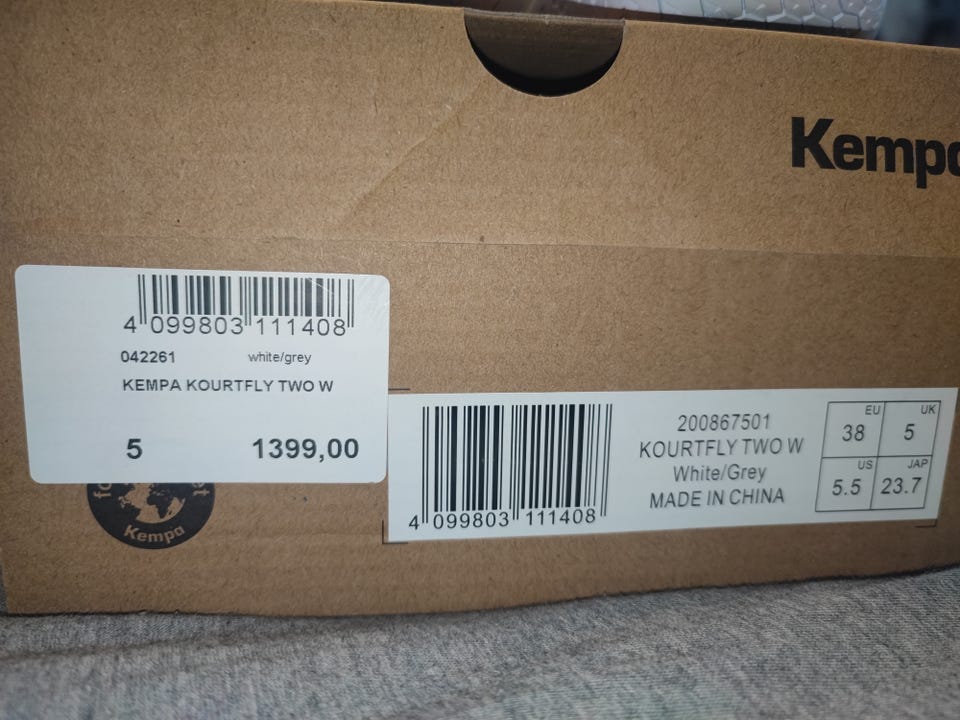 Kempa
4 099803 111408
042261 white/grey
KEMPA KOURTFLY TWO W
5 1399,00
Kempa
4 099803 111408
200867501
KOURTFLY TWO W
White/Grey
MADE IN CHINA
EU 38 UK 5
US 5.5 JAP 23.7